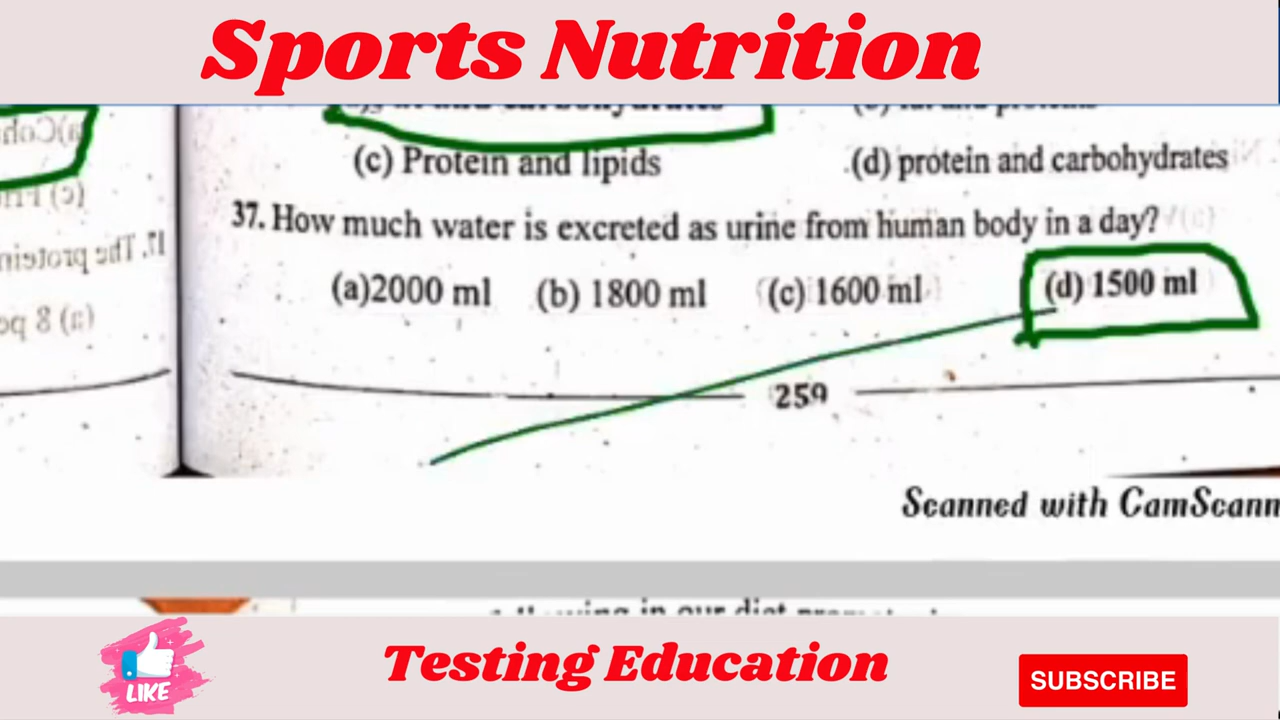 Sports Nutrition
(c) Protein and lipids (d) protein and carbohydrates
37. How much water is excreted as urine from human body in a day?
(a)2000 ml (b) 1800 ml (c) 1600 ml (d) 1500 ml
259
Scanned with CamScann
LIKE
Testing Education
SUBSCRIBE